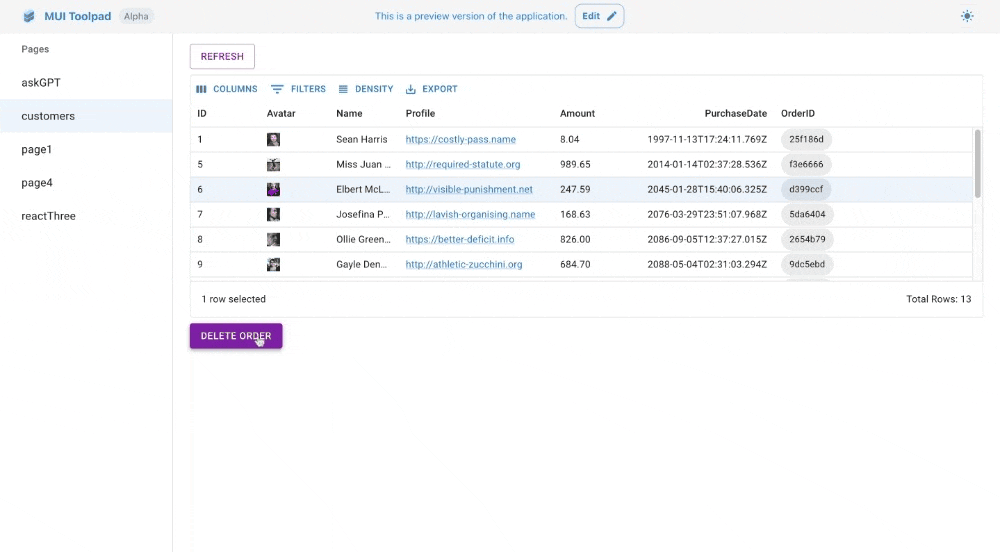 MUI Toolpad Alpha This is a preview version of the application. Edit
Pages
askGPT
customers
page1
page4
reactThree
REFRESH
COLUMNS FILTERS DENSITY EXPORT
ID Avatar Name Profile Amount PurchaseDate OrderID
1 Sean Harris https://costly-pass.name 8.04 1997-11-13T17:24:11.769Z 25f186d
5 Miss Juan ... http://required-statute.org 989.65 2014-01-14T02:37:28.536Z f3e6666
6 Elbert McL... http://visible-punishment.net 247.59 2045-01-28T15:40:06.325Z d399ccf
7 Josefina P... http://lavish-organising.name 168.63 2076-03-29T23:51:07.968Z 5da6404
8 Ollie Green... https://better-deficit.info 826.00 2086-09-05T12:37:27.015Z 2654b79
9 Gayle Den... http://athletic-zucchini.org 684.70 2088-05-04T02:31:03.294Z 9dc5ebd
1 row selected Total Rows: 13
DELETE ORDER